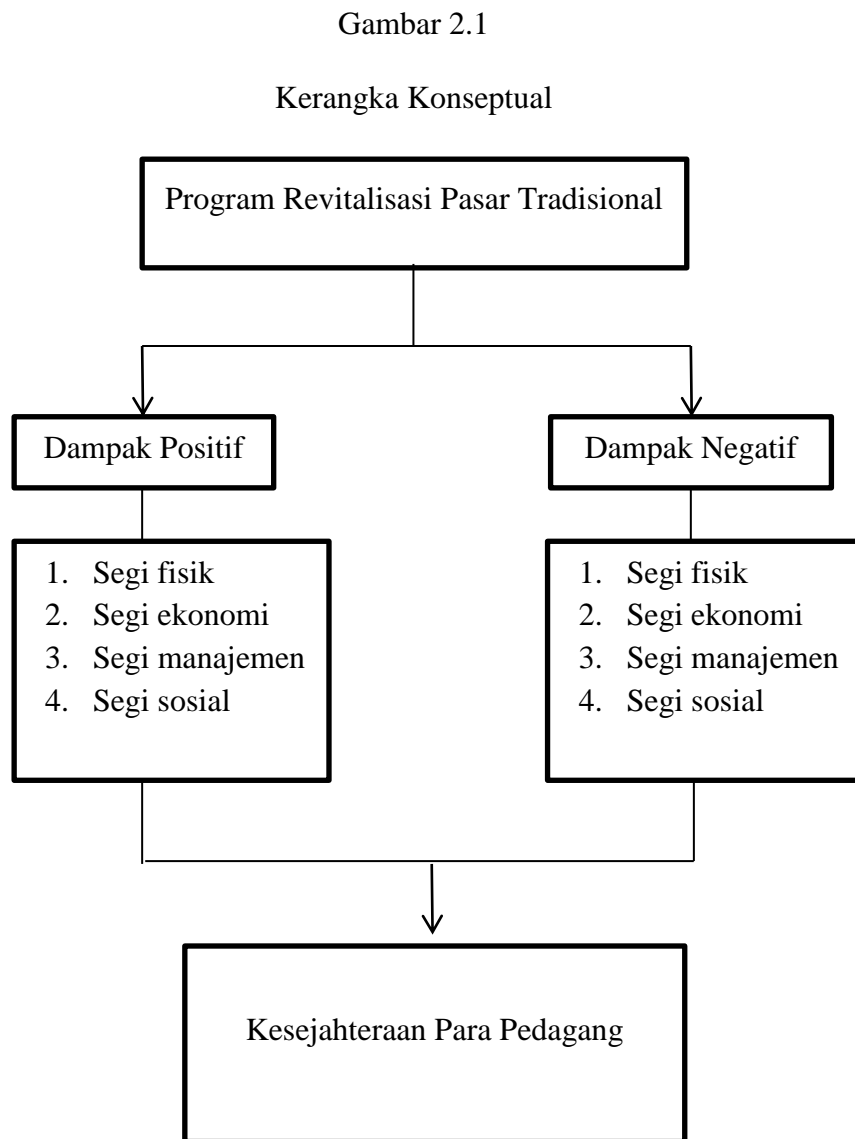 Gambar 2.1
Kerangka Konseptual
Program Revitalisasi Pasar Tradisional
Dampak Positif
Dampak Negatif
1. Segi fisik
2. Segi ekonomi
3. Segi manajemen
4. Segi sosial
1. Segi fisik
2. Segi ekonomi
3. Segi manajemen
4. Segi sosial
Kesejahteraan Para Pedagang